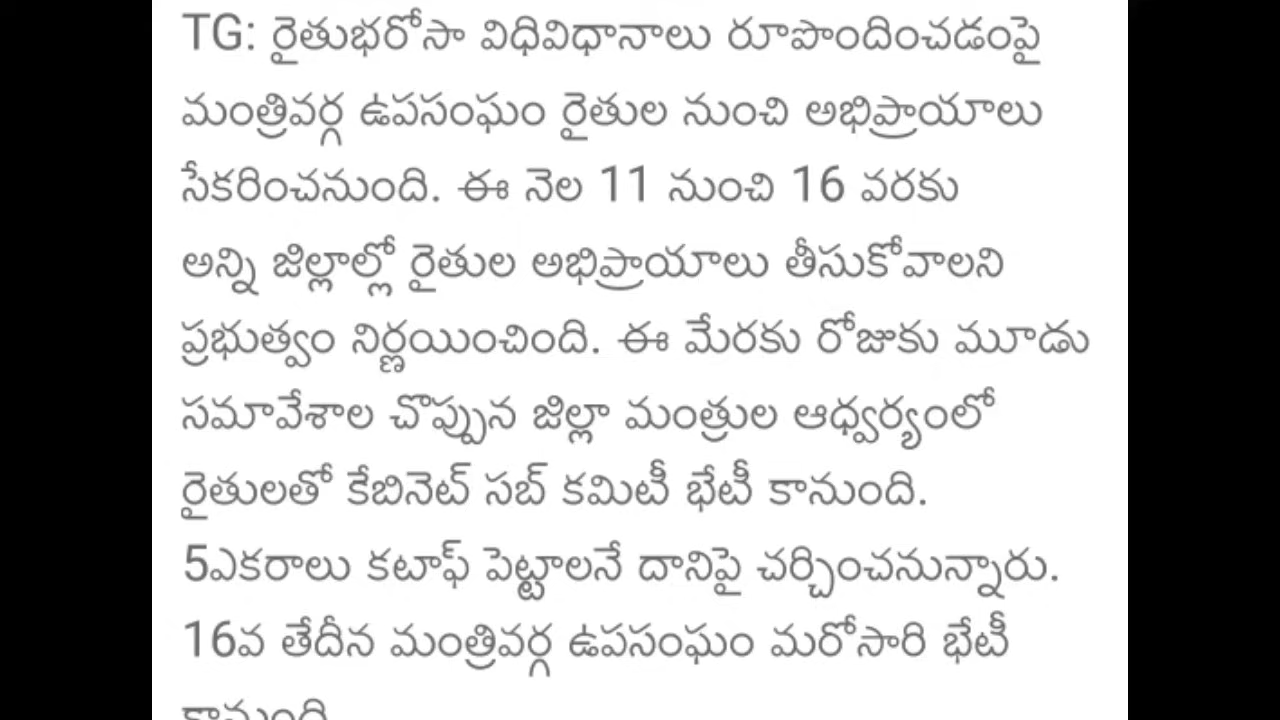 TG: రైతుభరోసా విధివిధానాలు రూపొందించడంపై
మంత్రివర్గ ఉపసంఘం రైతుల నుంచి అభిప్రాయాలు
సేకరించనుంది. ఈ నెల 11 నుంచి 16 వరకు
అన్ని జిల్లాల్లో రైతుల అభిప్రాయాలు తీసుకోవాలని
ప్రభుత్వం నిర్ణయించింది. ఈ మేరకు రోజుకు మూడు
సమావేశాల చొప్పున జిల్లా మంత్రుల ఆధ్వర్యంలో
రైతులతో కేబినెట్ సబ్ కమిటీ భేటీ కానుంది.
5ఎకరాలు కటాఫ్ పెట్టాలనే దానిపై చర్చించనున్నారు.
16వ తేదీన మంత్రివర్గ ఉపసంఘం మరోసారి భేటీ
కానుంది